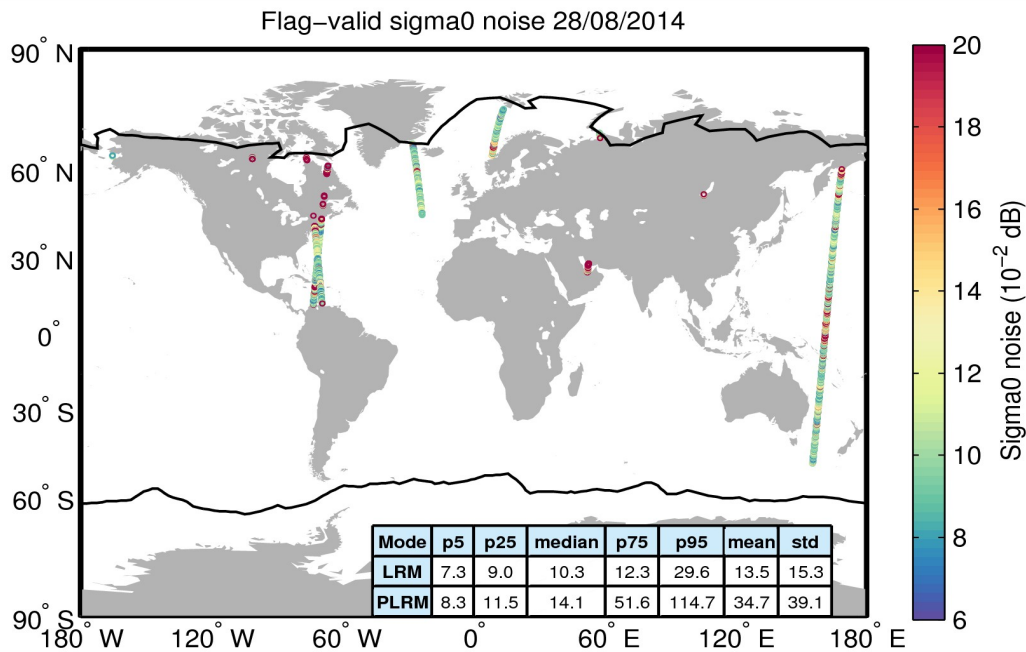 Flag−valid sigma0 noise 28/08/2014
90° N
60° N
30° N
0°
30° S
60° S
90° S
180° W 120° W 60° W 0° 60° E 120° E 180° E
Mode p5 p25 median p75 p95 mean std
LRM 7.3 9.0 10.3 12.3 29.6 13.5 15.3
PLRM 8.3 11.5 14.1 51.6 114.7 34.7 39.1
20
18
16
14
12
10
8
6
Sigma0 noise (10⁻² dB)